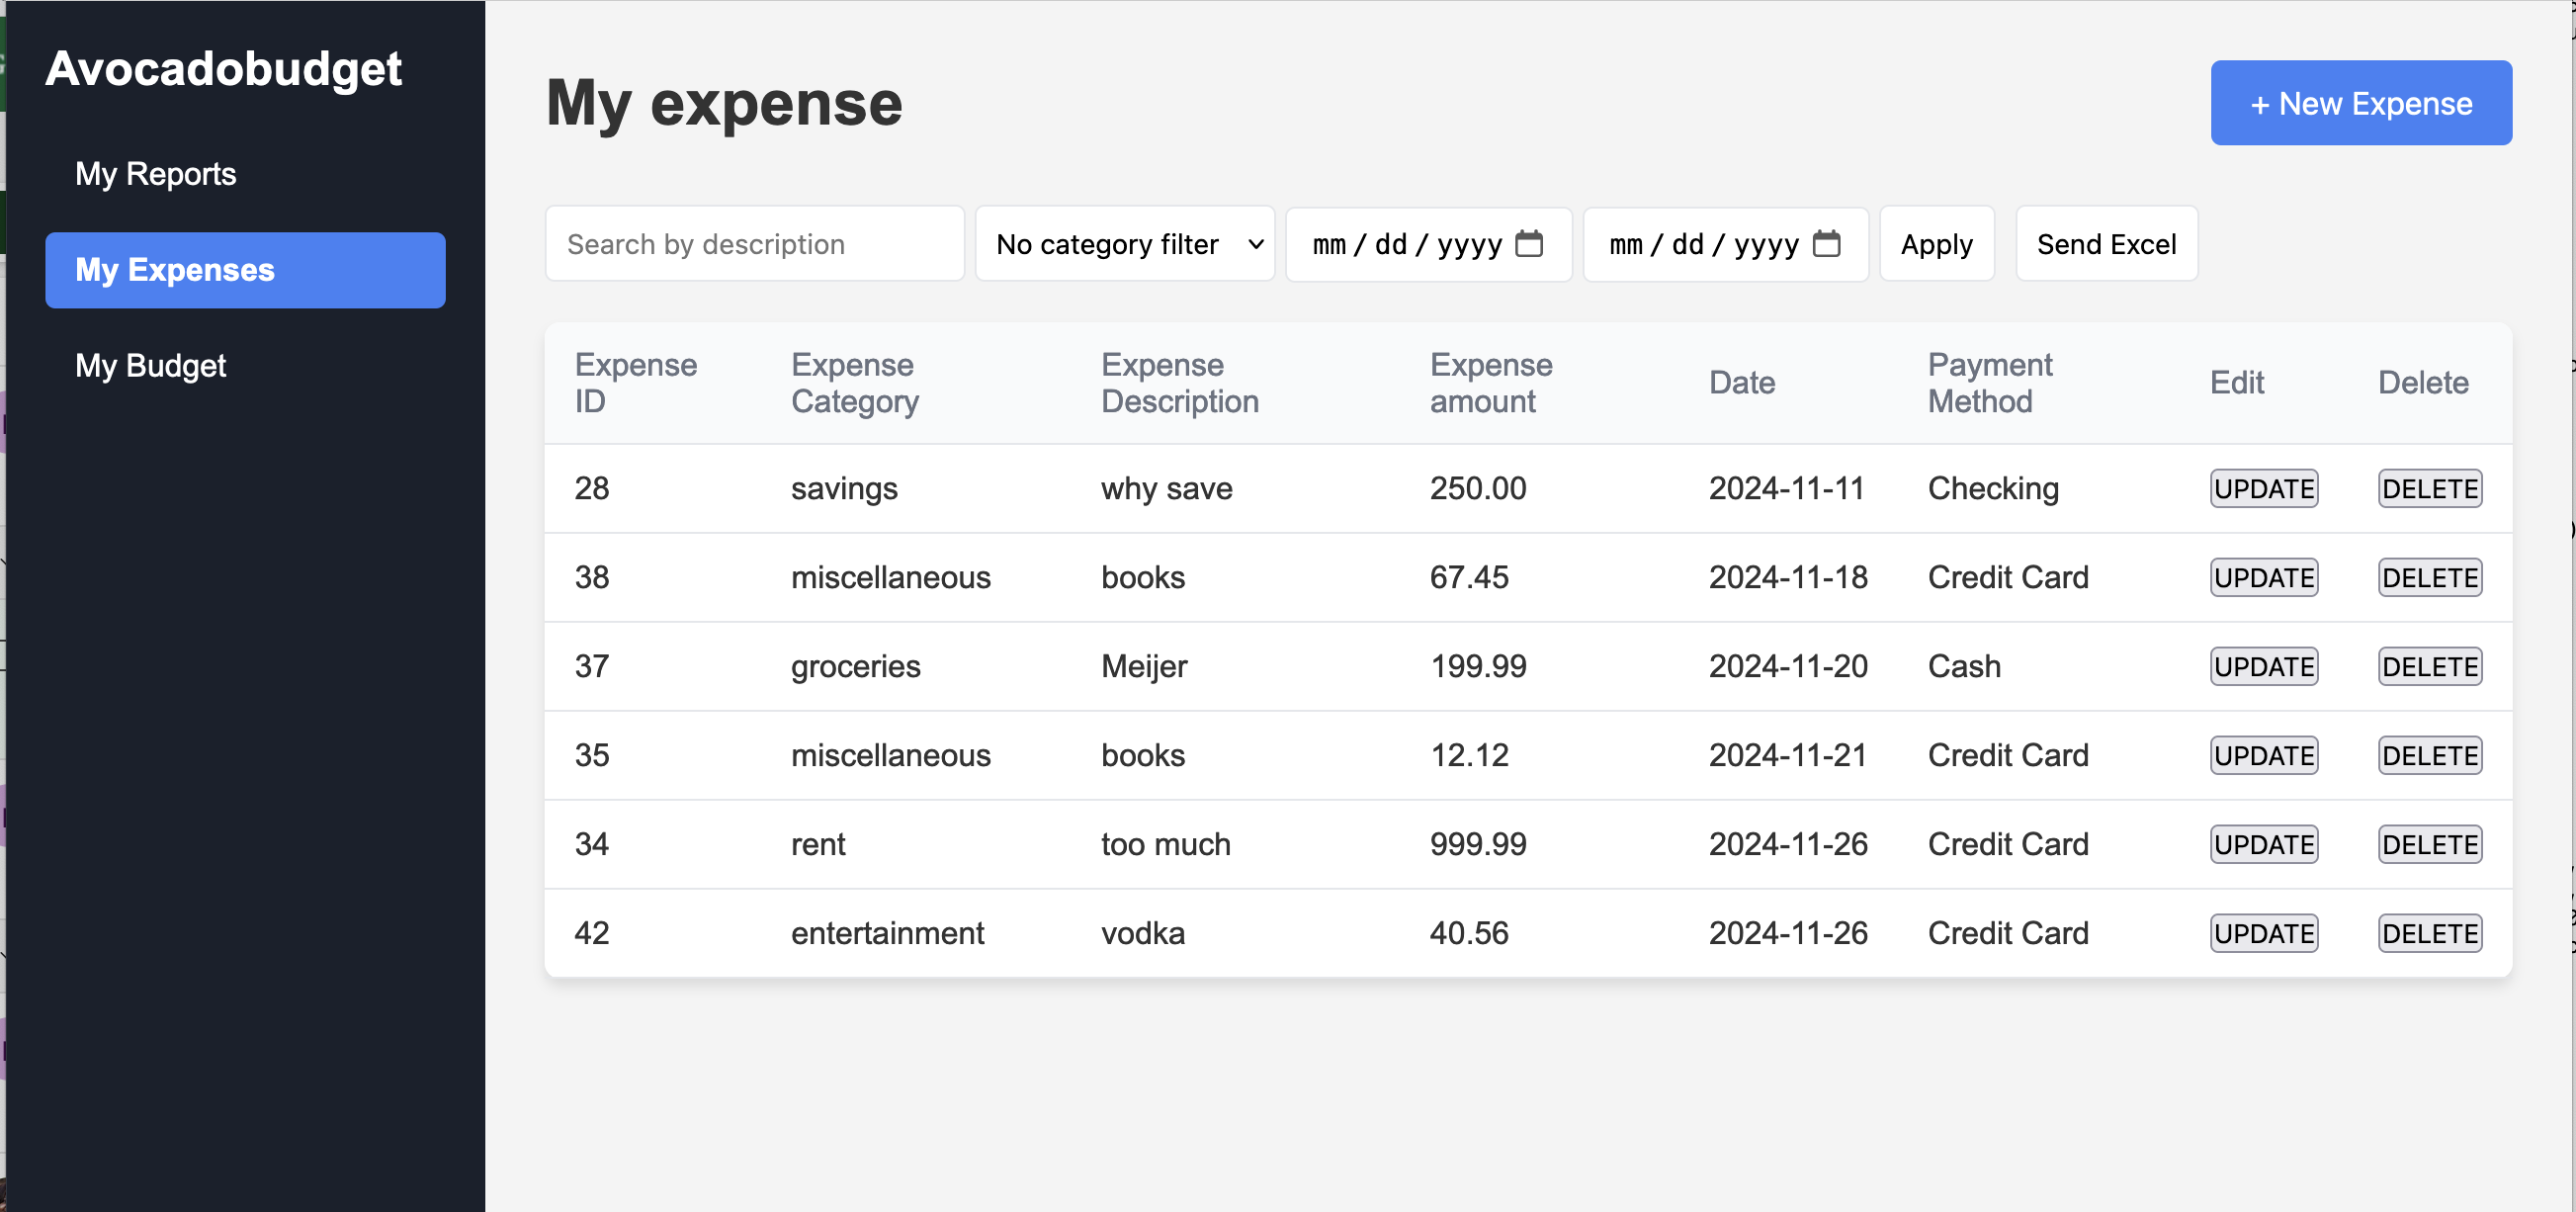 Avocadobudget
My Reports
My Expenses
My Budget
My expense
+ New Expense
Search by description No category filter mm / dd / yyyy mm / dd / yyyy Apply Send Excel
Expense ID Expense Category Expense Description Expense amount Date Payment Method Edit Delete
28 savings why save 250.00 2024-11-11 Checking UPDATE DELETE
38 miscellaneous books 67.45 2024-11-18 Credit Card UPDATE DELETE
37 groceries Meijer 199.99 2024-11-20 Cash UPDATE DELETE
35 miscellaneous books 12.12 2024-11-21 Credit Card UPDATE DELETE
34 rent too much 999.99 2024-11-26 Credit Card UPDATE DELETE
42 entertainment vodka 40.56 2024-11-26 Credit Card UPDATE DELETE